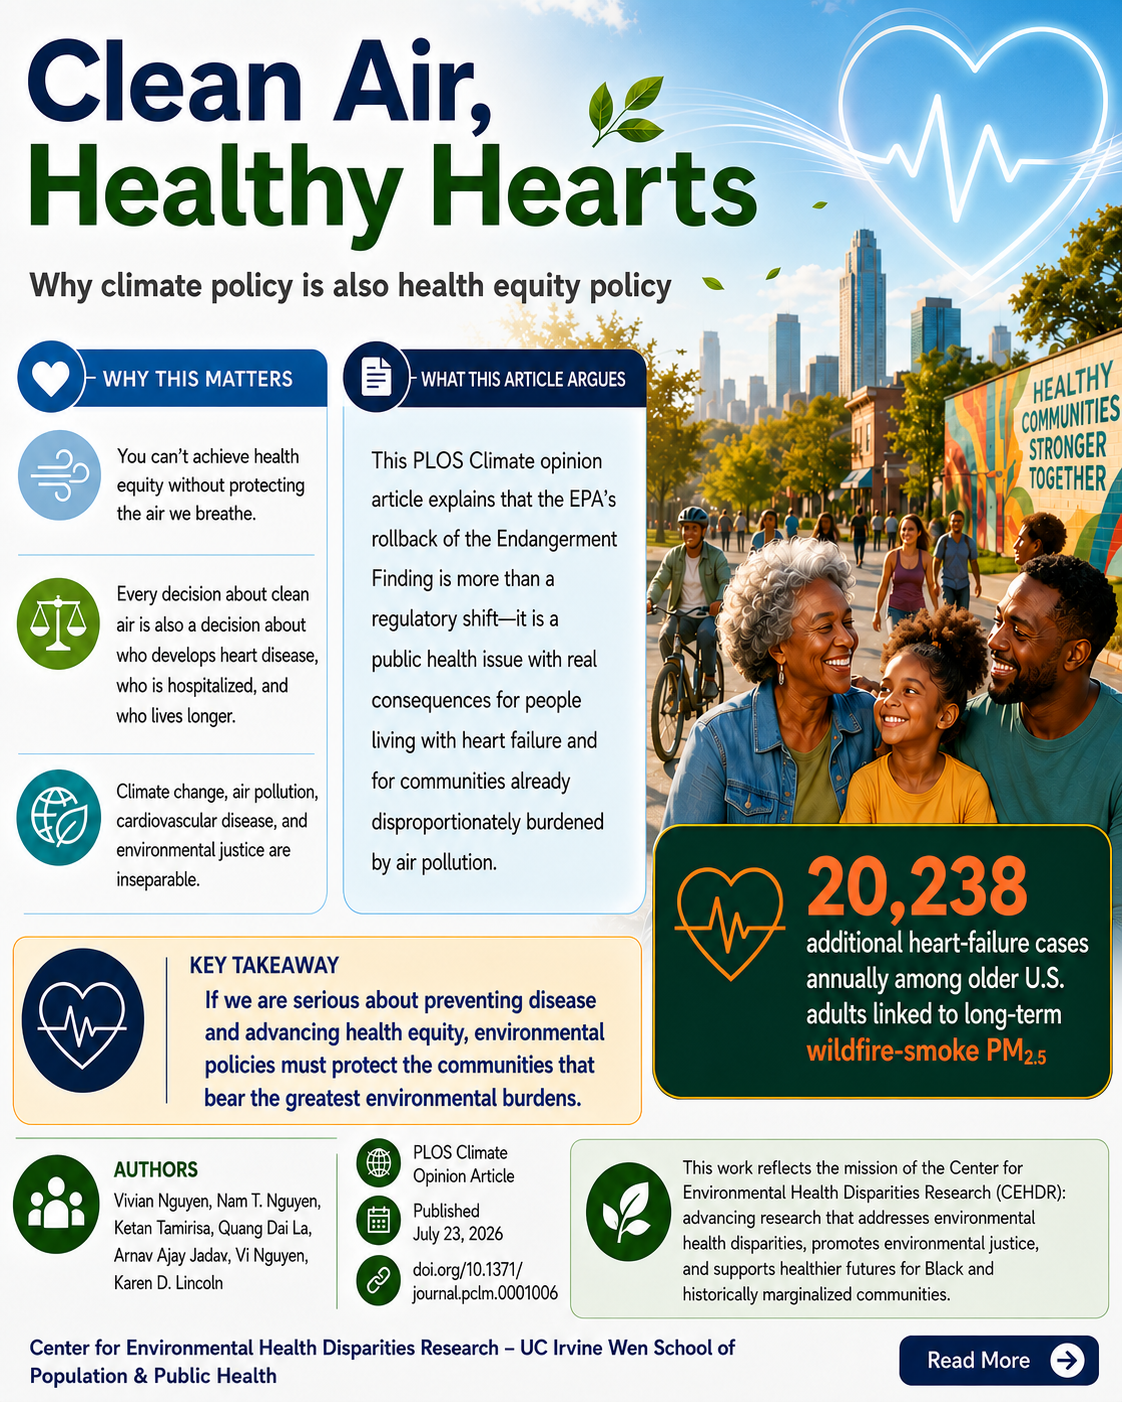 Clean Air,
Healthy Hearts
Why climate policy is also health equity policy
WHY THIS MATTERS
You can't achieve health
equity without protecting
the air we breathe.
Every decision about clean
air is also a decision about
who develops heart disease,
who is hospitalized, and
who lives longer.
Climate change, air pollution,
cardiovascular disease, and
environmental justice are
inseparable.
WHAT THIS ARTICLE ARGUES
This PLOS Climate opinion
article explains that the EPA's
rollback of the Endangerment
Finding is more than a
regulatory shift—it is a
public health issue with real
consequences for people
living with heart failure and
for communities already
disproportionately burdened
by air pollution.
HEALTHY
COMMUNITIES
STRONGER
TOGETHER
20,238
additional heart-failure cases
annually among older U.S.
adults linked to long-term
wildfire-smoke PM2.5
KEY TAKEAWAY
If we are serious about preventing disease
and advancing health equity, environmental
policies must protect the communities that
bear the greatest environmental burdens.
AUTHORS
Vivian Nguyen, Nam T. Nguyen,
Ketan Tamirisa, Quang Dai La,
Arnav Ajay Jadav, Vi Nguyen,
Karen D. Lincoln
PLOS Climate
Opinion Article
Published
July 23, 2026
doi.org/10.1371/
journal.pclm.0001006
This work reflects the mission of the Center for
Environmental Health Disparities Research (CEHDR):
advancing research that addresses environmental
health disparities, promotes environmental justice,
and supports healthier futures for Black and
historically marginalized communities.
Center for Environmental Health Disparities Research – UC Irvine Wen School of
Population & Public Health
Read More